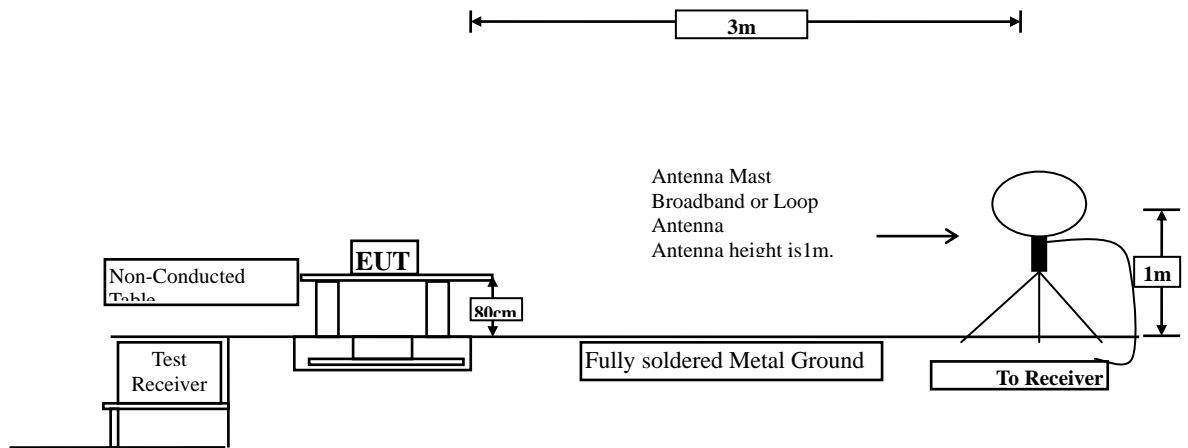 3m
Antenna Mast
Broadband or Loop
Antenna
Antenna height is1m.
EUT
Non-Conducted
Table
80cm
1m
Test
Receiver
Fully soldered Metal Ground
To Receiver